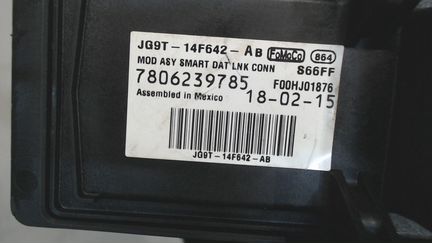 JG9T-14F642-AB FoMoCo 864
MOD ASY SMART DAT LNK CONN S66FF
7806239785 F00HJ01876
Assembled in Mexico 18-02-15
JG9T-14F642-AB